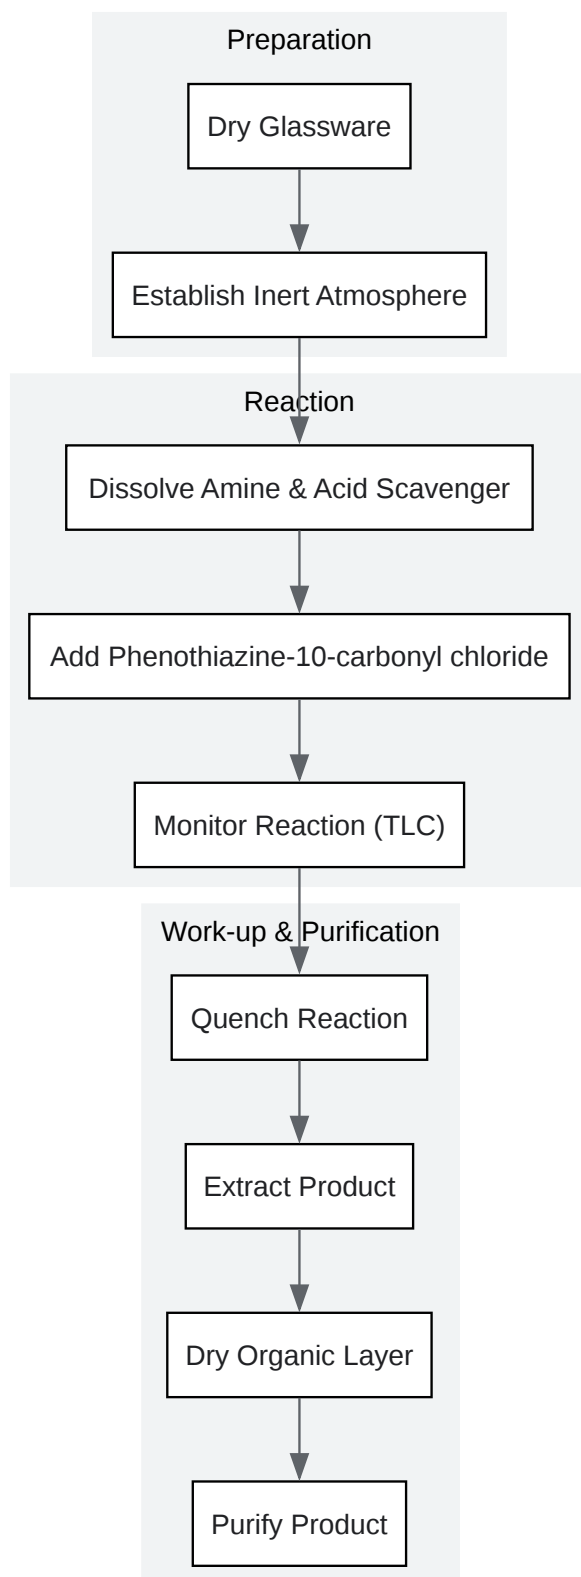 Preparation
Dry Glassware
Establish Inert Atmosphere
Reaction
Dissolve Amine & Acid Scavenger
Add Phenothiazine-10-carbonyl chloride
Monitor Reaction (TLC)
Work-up & Purification
Quench Reaction
Extract Product
Dry Organic Layer
Purify Product